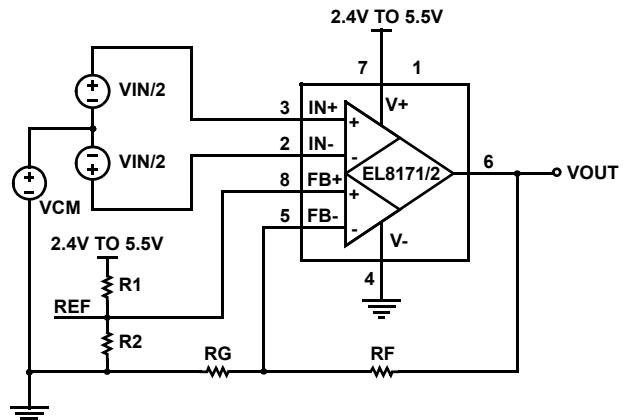 2.4V TO 5.5V
7
1
VIN/2
3
IN+
V+
+
-
2
IN-
-
+
VIN/2
EL8171/2
6
VOUT
8
FB+
+
-
+
-
VCM
5
FB-
-
V-
2.4V TO 5.5V
4
R1
REF
R2
RG
RF